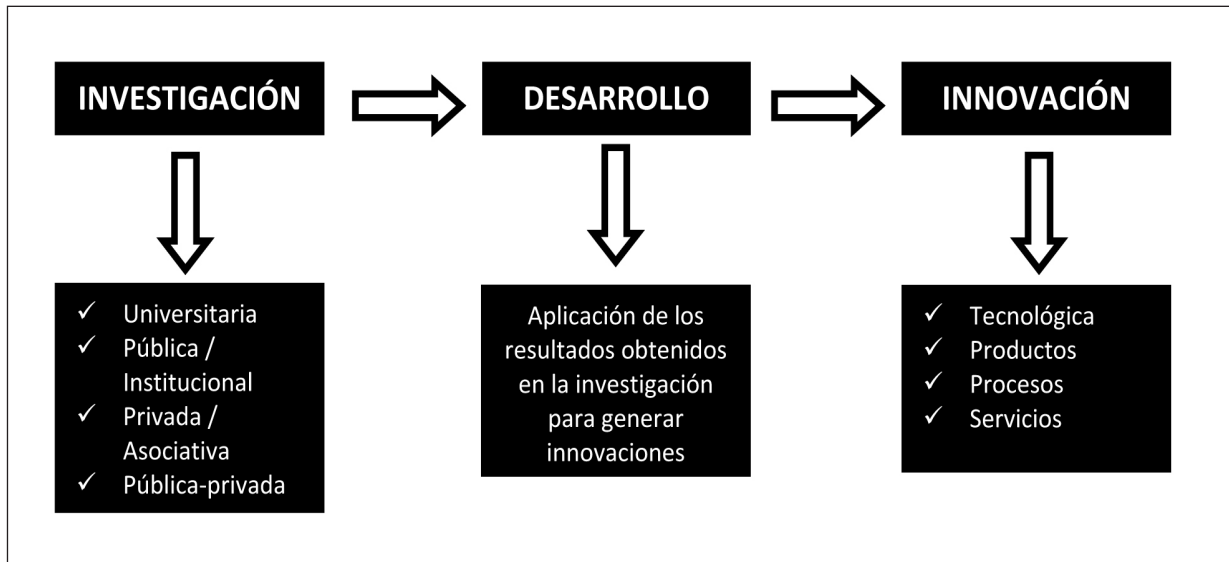 INVESTIGACIÓN
DESARROLLO
INNOVACIÓN
✓ Universitaria
✓ Pública /
Institucional
✓ Privada /
Asociativa
✓ Pública-privada
Aplicación de los
resultados obtenidos
en la investigación
para generar
innovaciones
✓ Tecnológica
✓ Productos
✓ Procesos
✓ Servicios